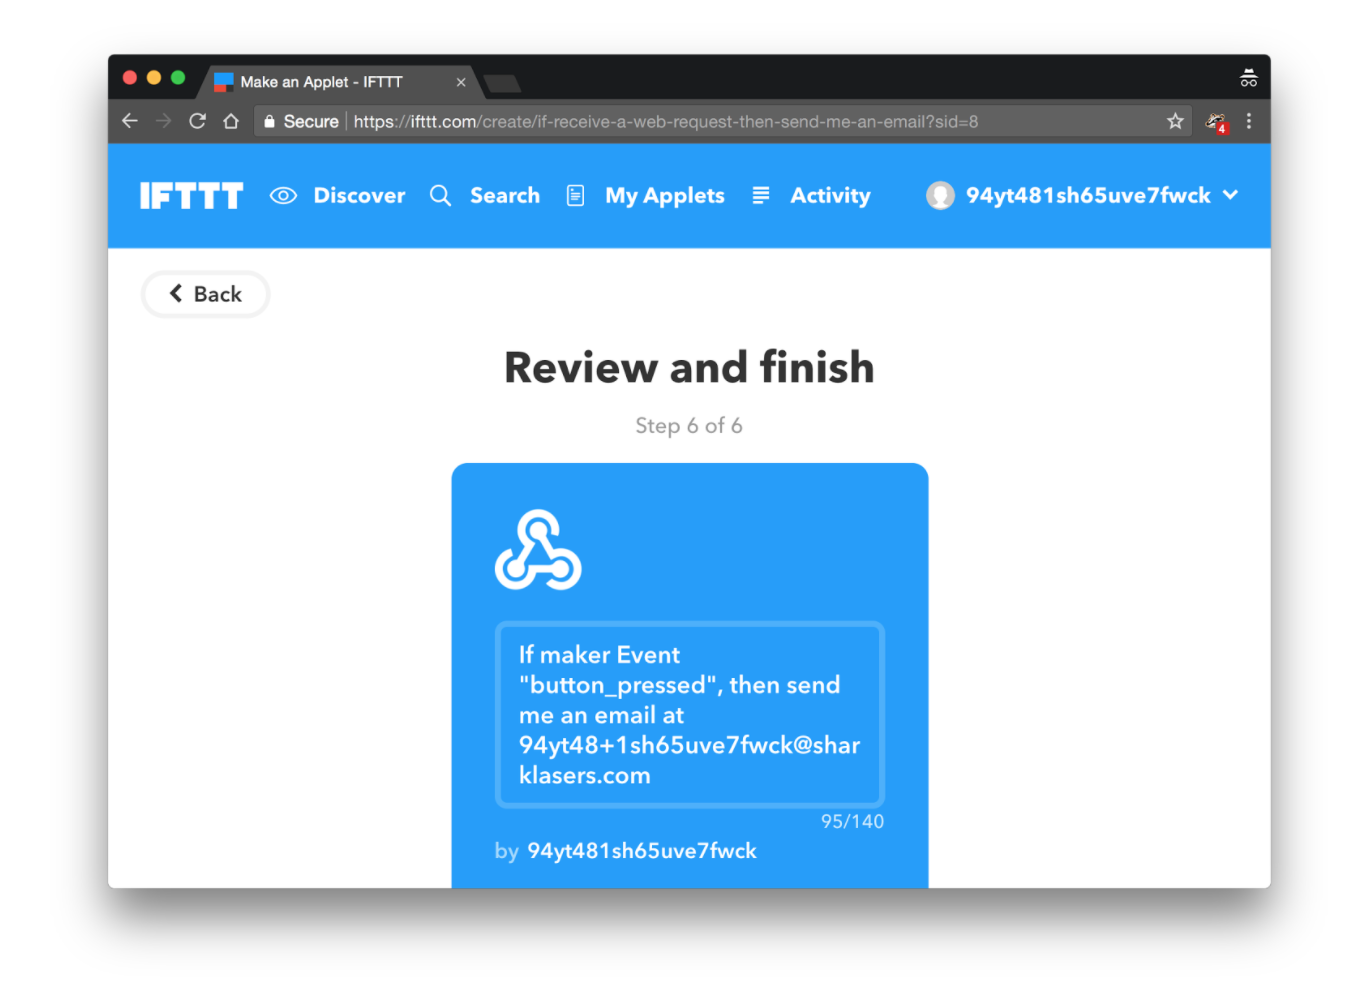 Make an Applet - IFTTT ×
Secure | https://ifttt.com/create/if-receive-a-web-request-then-send-me-an-email?sid=8
4
IFTTT Discover Search My Applets Activity 94yt481sh65uve7fwck
Back
Review and finish
Step 6 of 6
If maker Event
"button_pressed", then send
me an email at
94yt48+1sh65uve7fwck@shar
klasers.com
95/140
by 94yt481sh65uve7fwck